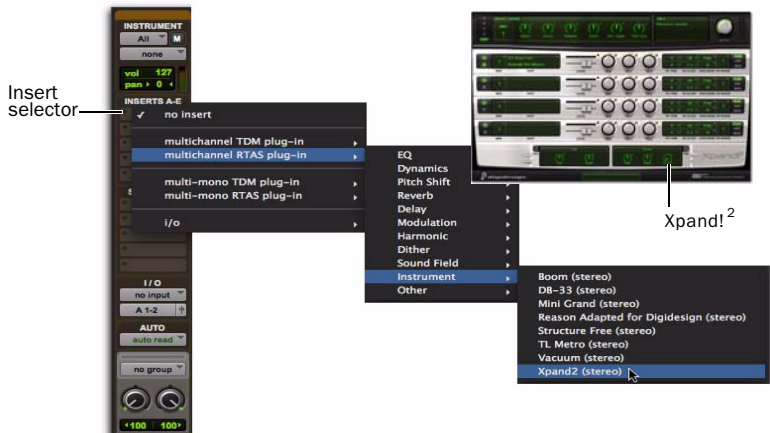 INSTRUMENT
All M
none
vol 127
pan 0
INSERTS A-E
Insert
selector
✓ no insert
multichannel TDM plug-in
multichannel RTAS plug-in
multi-mono TDM plug-in
multi-mono RTAS plug-in
i/o
EQ
Dynamics
Pitch Shift
Reverb
Delay
Modulation
Harmonic
Dither
Sound Field
Instrument
Other
Boom (stereo)
DB-33 (stereo)
Mini Grand (stereo)
Reason Adapted for Digidesign (stereo)
Structure Free (stereo)
TL Metro (stereo)
Vacuum (stereo)
Xpand2 (stereo)
Xpand!2
digidesign
I / O
no input
A 1-2
AUTO
auto read
no group
100 100